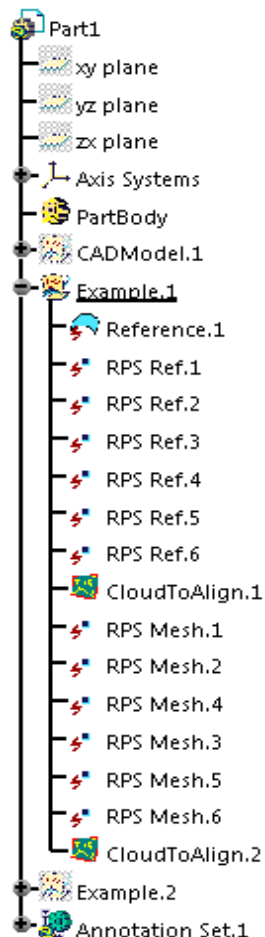 Part1
xy plane
yz plane
zx plane
Axis Systems
PartBody
CADModel.1
Example.1
Reference.1
RPS Ref.1
RPS Ref.2
RPS Ref.3
RPS Ref.4
RPS Ref.5
RPS Ref.6
CloudToAlign.1
RPS Mesh.1
RPS Mesh.2
RPS Mesh.4
RPS Mesh.3
RPS Mesh.5
RPS Mesh.6
CloudToAlign.2
Example.2
Annotation Set.1